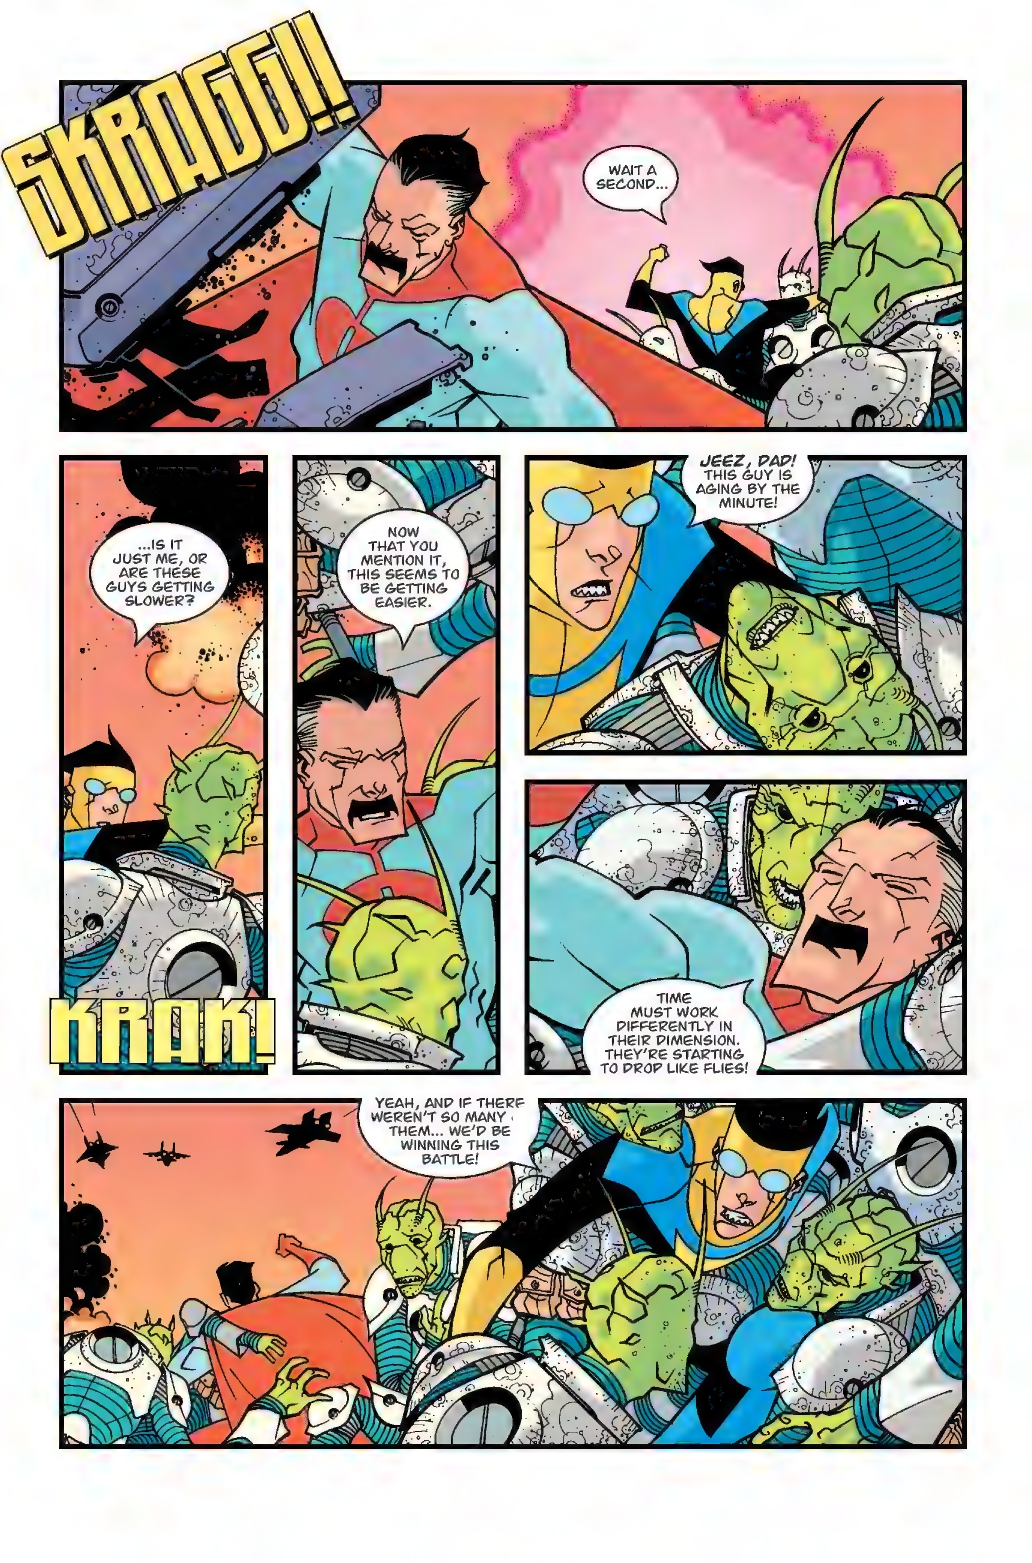 SKRAGG!!
WAIT A
SECOND...
...IS IT
JUST ME, OR
ARE THESE
GUYS GETTING
SLOWER?
KRAK!
NOW
THAT YOU
MENTION IT,
THIS SEEMS TO
BE GETTING
EASIER.
JEEZ, DAD!
THIS GUY IS
AGING BY THE
MINUTE!
TIME
MUST WORK
DIFFERENTLY IN
THEIR DIMENSION.
THEY'RE STARTING
TO DROP LIKE FLIES!
YEAH, AND IF THERE
WEREN'T SO MANY
THEM... WE'D BE
WINNING THIS
BATTLE!